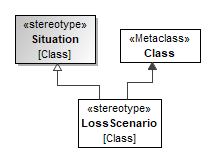 «stereotype»
Situation
[Class]
«Metaclass»
Class
«stereotype»
LossScenario
[Class]